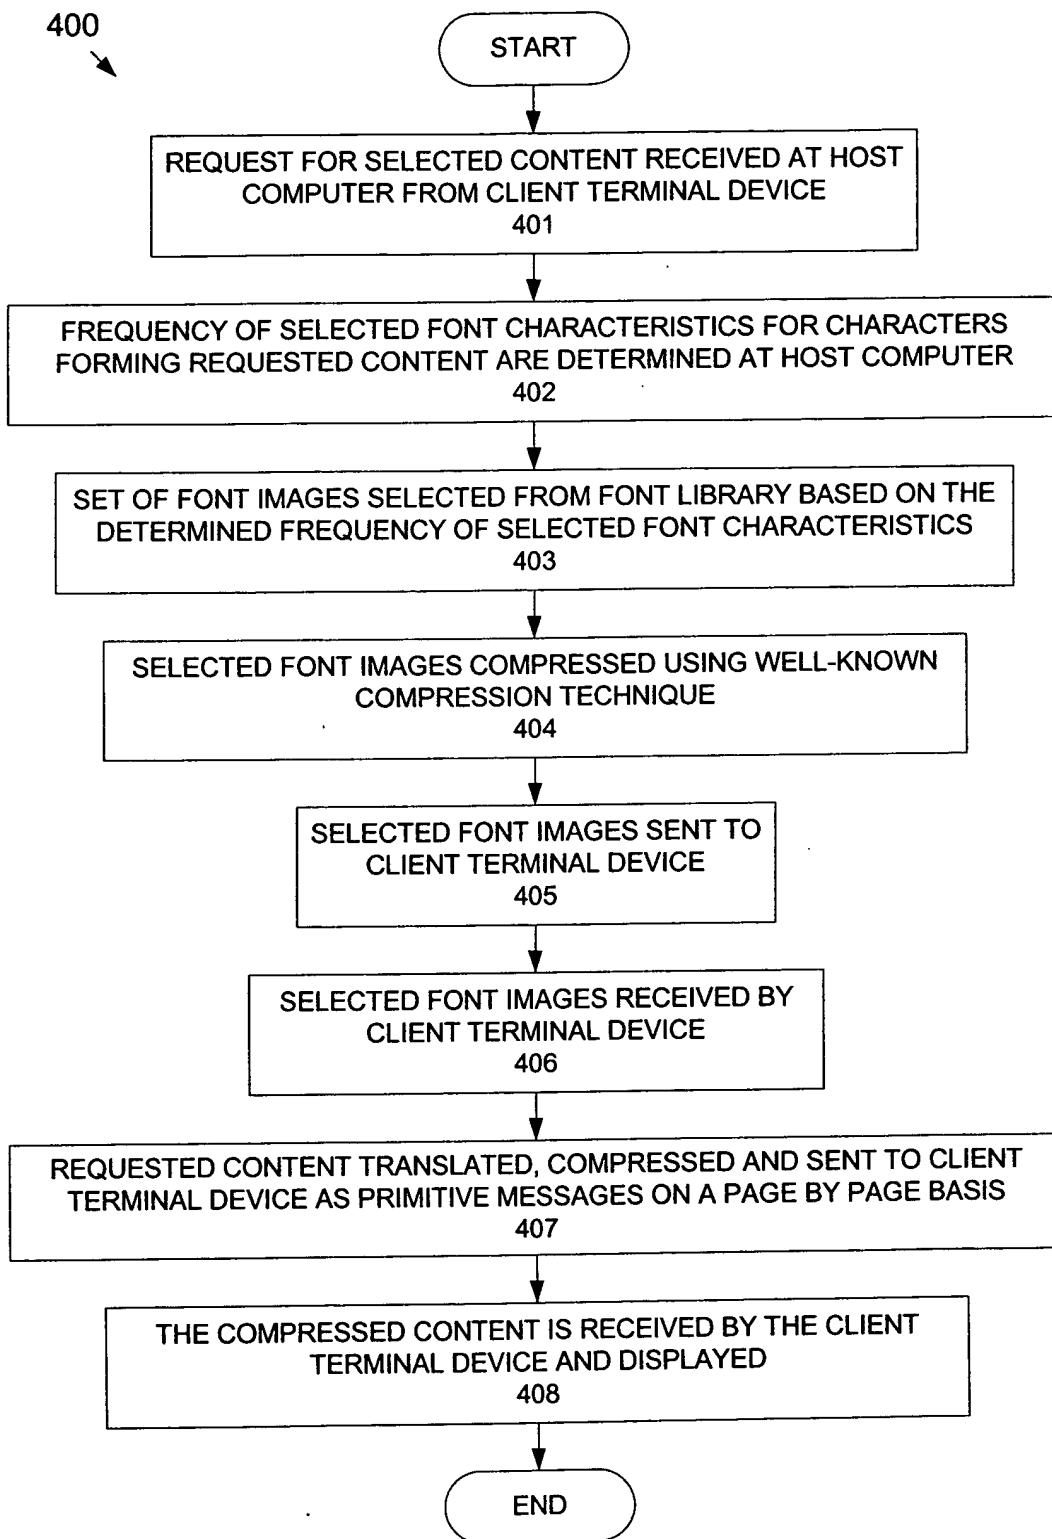 400
START
REQUEST FOR SELECTED CONTENT RECEIVED AT HOST
COMPUTER FROM CLIENT TERMINAL DEVICE
401
FREQUENCY OF SELECTED FONT CHARACTERISTICS FOR CHARACTERS
FORMING REQUESTED CONTENT ARE DETERMINED AT HOST COMPUTER
402
SET OF FONT IMAGES SELECTED FROM FONT LIBRARY BASED ON THE
DETERMINED FREQUENCY OF SELECTED FONT CHARACTERISTICS
403
SELECTED FONT IMAGES COMPRESSED USING WELL-KNOWN
COMPRESSION TECHNIQUE
404
SELECTED FONT IMAGES SENT TO
CLIENT TERMINAL DEVICE
405
SELECTED FONT IMAGES RECEIVED BY
CLIENT TERMINAL DEVICE
406
REQUESTED CONTENT TRANSLATED, COMPRESSED AND SENT TO CLIENT
TERMINAL DEVICE AS PRIMITIVE MESSAGES ON A PAGE BY PAGE BASIS
407
THE COMPRESSED CONTENT IS RECEIVED BY THE CLIENT
TERMINAL DEVICE AND DISPLAYED
408
END